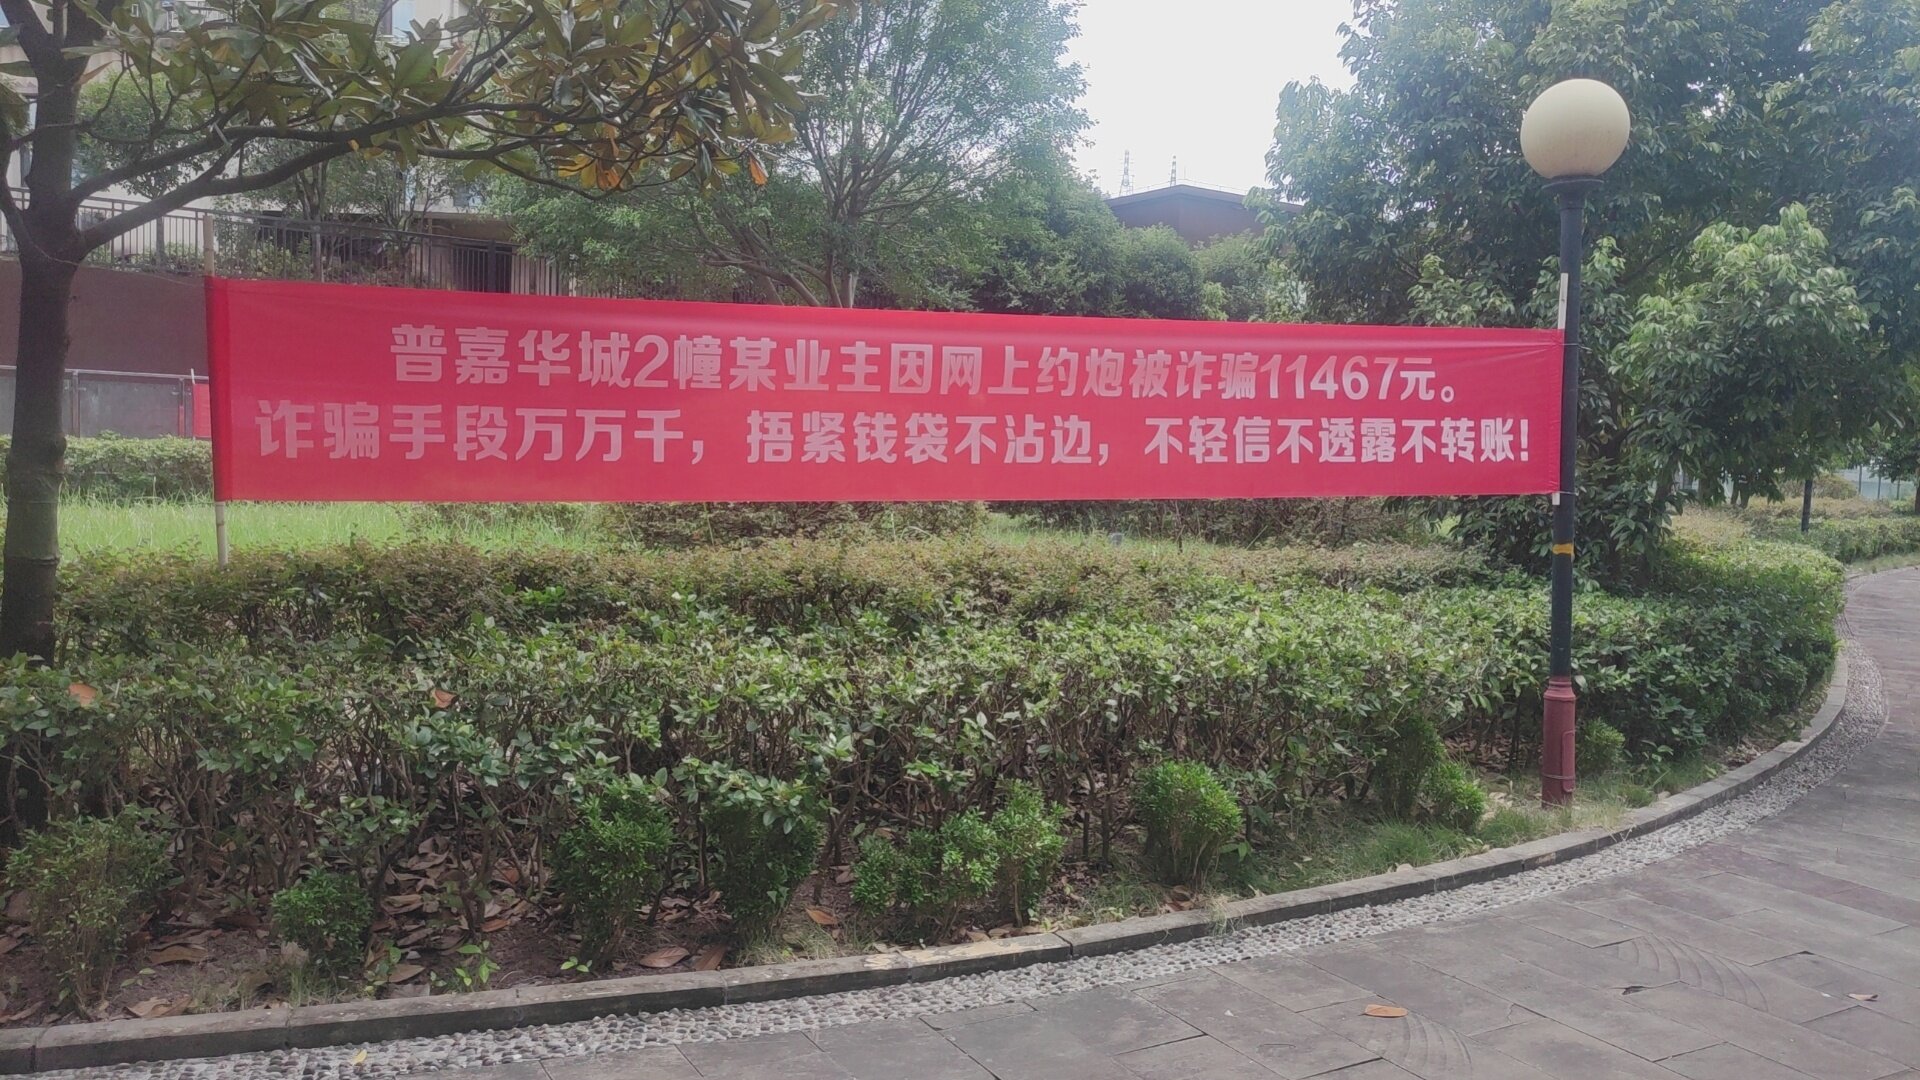 普嘉华城2幢某业主因网上约炮被诈骗11467元。
诈骗手段万万千，捂紧钱袋不沾边，不轻信不透露不转账！